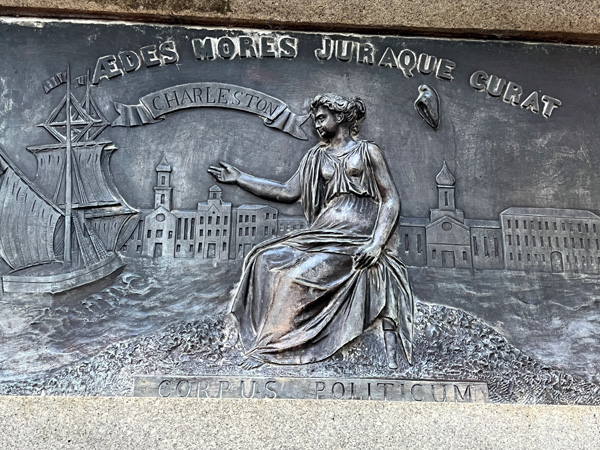 ÆDES MORES JURAQUE CURAT
CHARLESTON
CORPUS POLITICUM